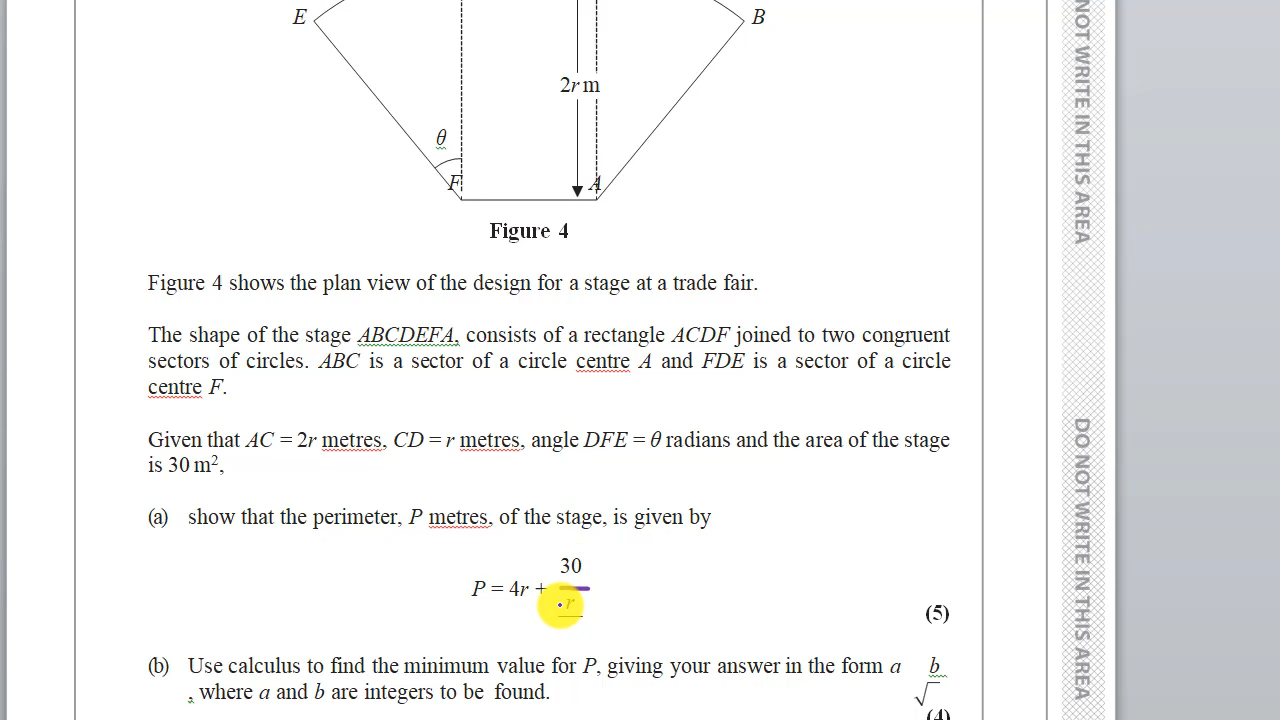 E
B
2r m
θ
F
A
Figure 4
Figure 4 shows the plan view of the design for a stage at a trade fair.
The shape of the stage ABCDEFA, consists of a rectangle ACDF joined to two congruent
sectors of circles. ABC is a sector of a circle centre A and FDE is a sector of a circle
centre F.
Given that AC = 2r metres, CD = r metres, angle DFE = θ radians and the area of the stage
is 30 m²,
(a) show that the perimeter, P metres, of the stage, is given by
30
P = 4r +
r
(5)
(b) Use calculus to find the minimum value for P, giving your answer in the form a √b
, where a and b are integers to be found.
(4)
NOT WRITE IN THIS AREA
DO NOT WRITE IN THIS AREA